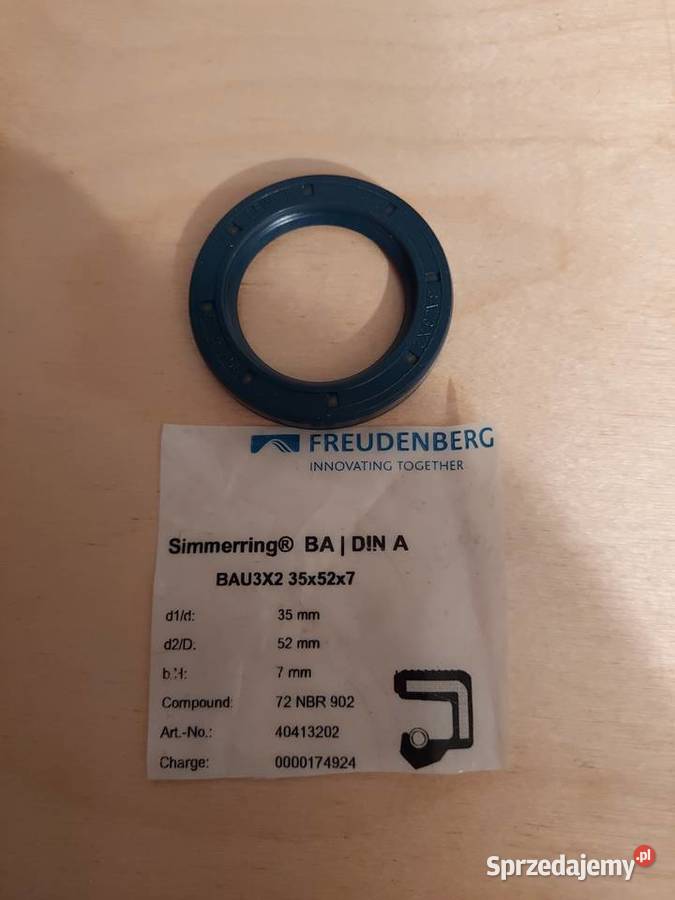 FREUDENBERG
INNOVATING TOGETHER
Simmerring® BA | DIN A
BAU3X2 35x52x7
d1/d: 35 mm
d2/D: 52 mm
b/H: 7 mm
Compound: 72 NBR 902
Art.-No.: 40413202
Charge: 0000174924
Sprzedajemy.pl